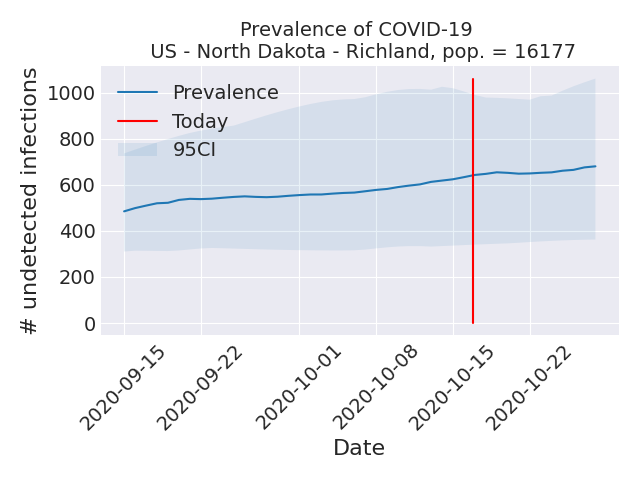 Prevalence of COVID-19
US - North Dakota - Richland, pop. = 16177
# undetected infections
1000
800
600
400
200
0
Prevalence
Today
95CI
2020-09-15
2020-09-22
2020-10-01
2020-10-08
2020-10-15
2020-10-22
Date